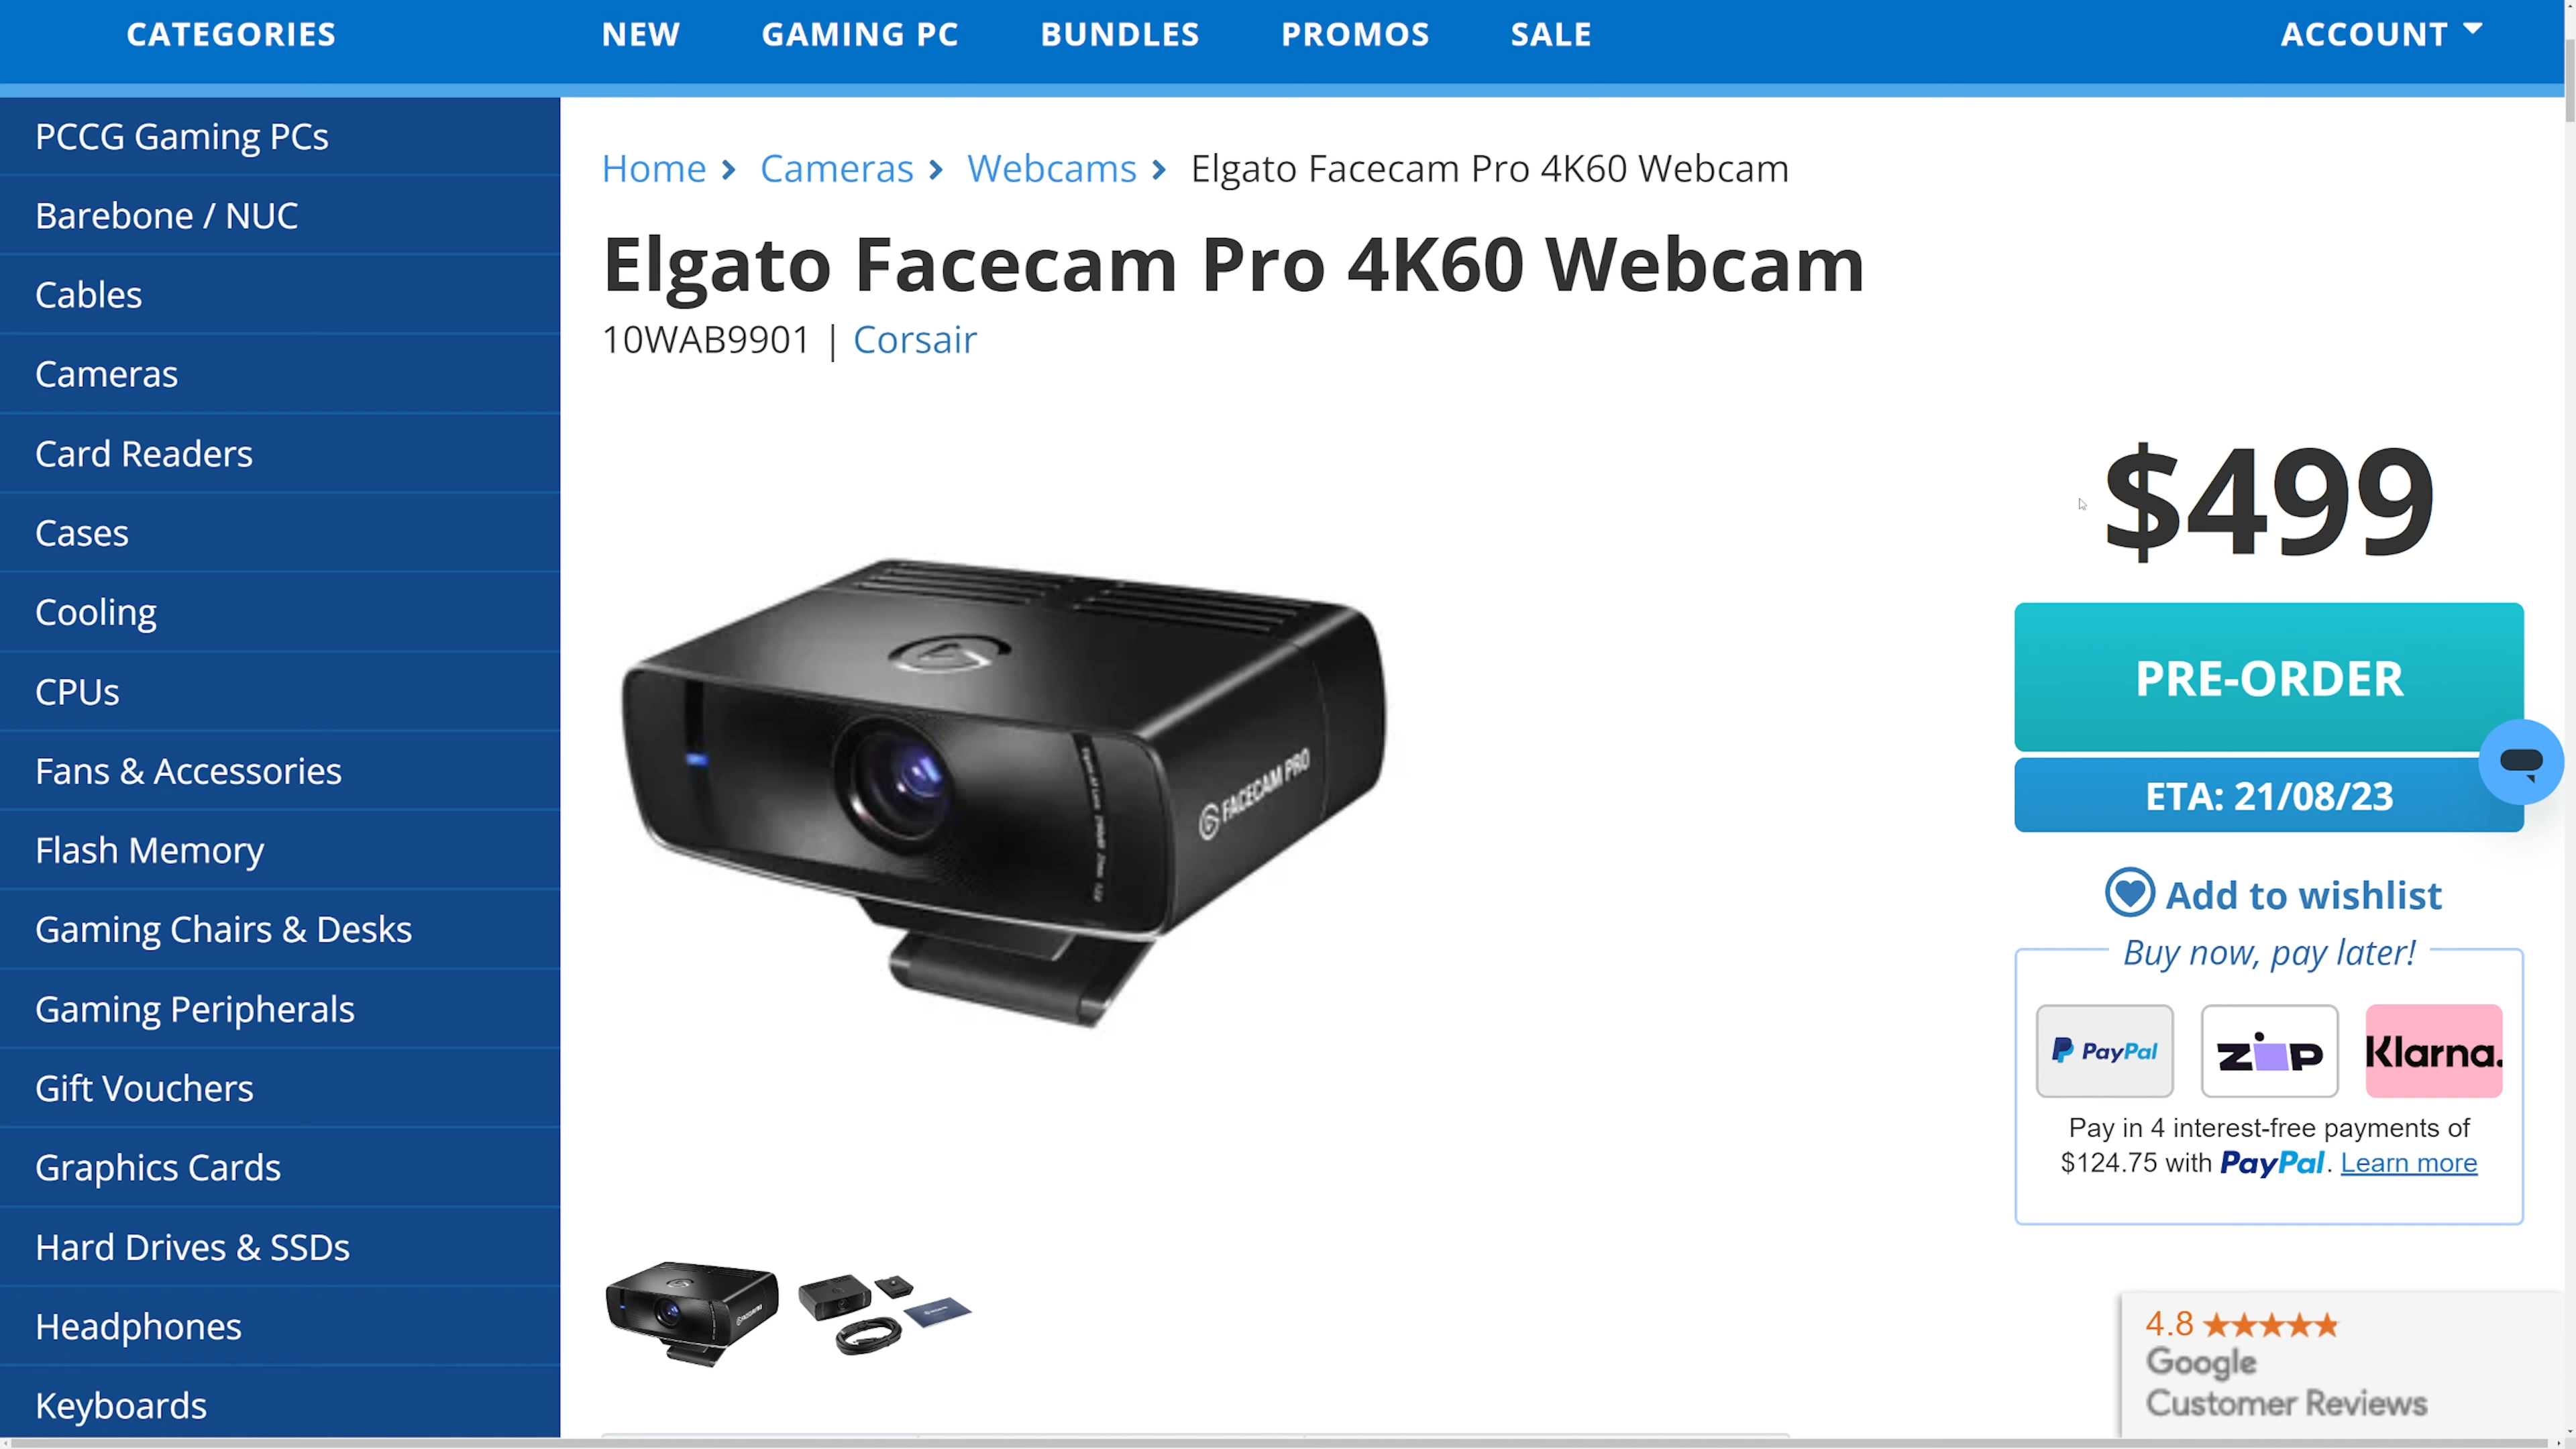 CATEGORIES
NEW
GAMING PC
BUNDLES
PROMOS
SALE
ACCOUNT
PCCG Gaming PCs
Barebone / NUC
Cables
Cameras
Card Readers
Cases
Cooling
CPUs
Fans & Accessories
Flash Memory
Gaming Chairs & Desks
Gaming Peripherals
Gift Vouchers
Graphics Cards
Hard Drives & SSDs
Headphones
Keyboards
Home > Cameras > Webcams > Elgato Facecam Pro 4K60 Webcam
Elgato Facecam Pro 4K60 Webcam
10WAB9901 | Corsair
FACECAM PRO
$499
PRE-ORDER
ETA: 21/08/23
Add to wishlist
Buy now, pay later!
PayPal
zip
Klarna.
Pay in 4 interest-free payments of
$124.75 with PayPal. Learn more
4.8
Google
Customer Reviews